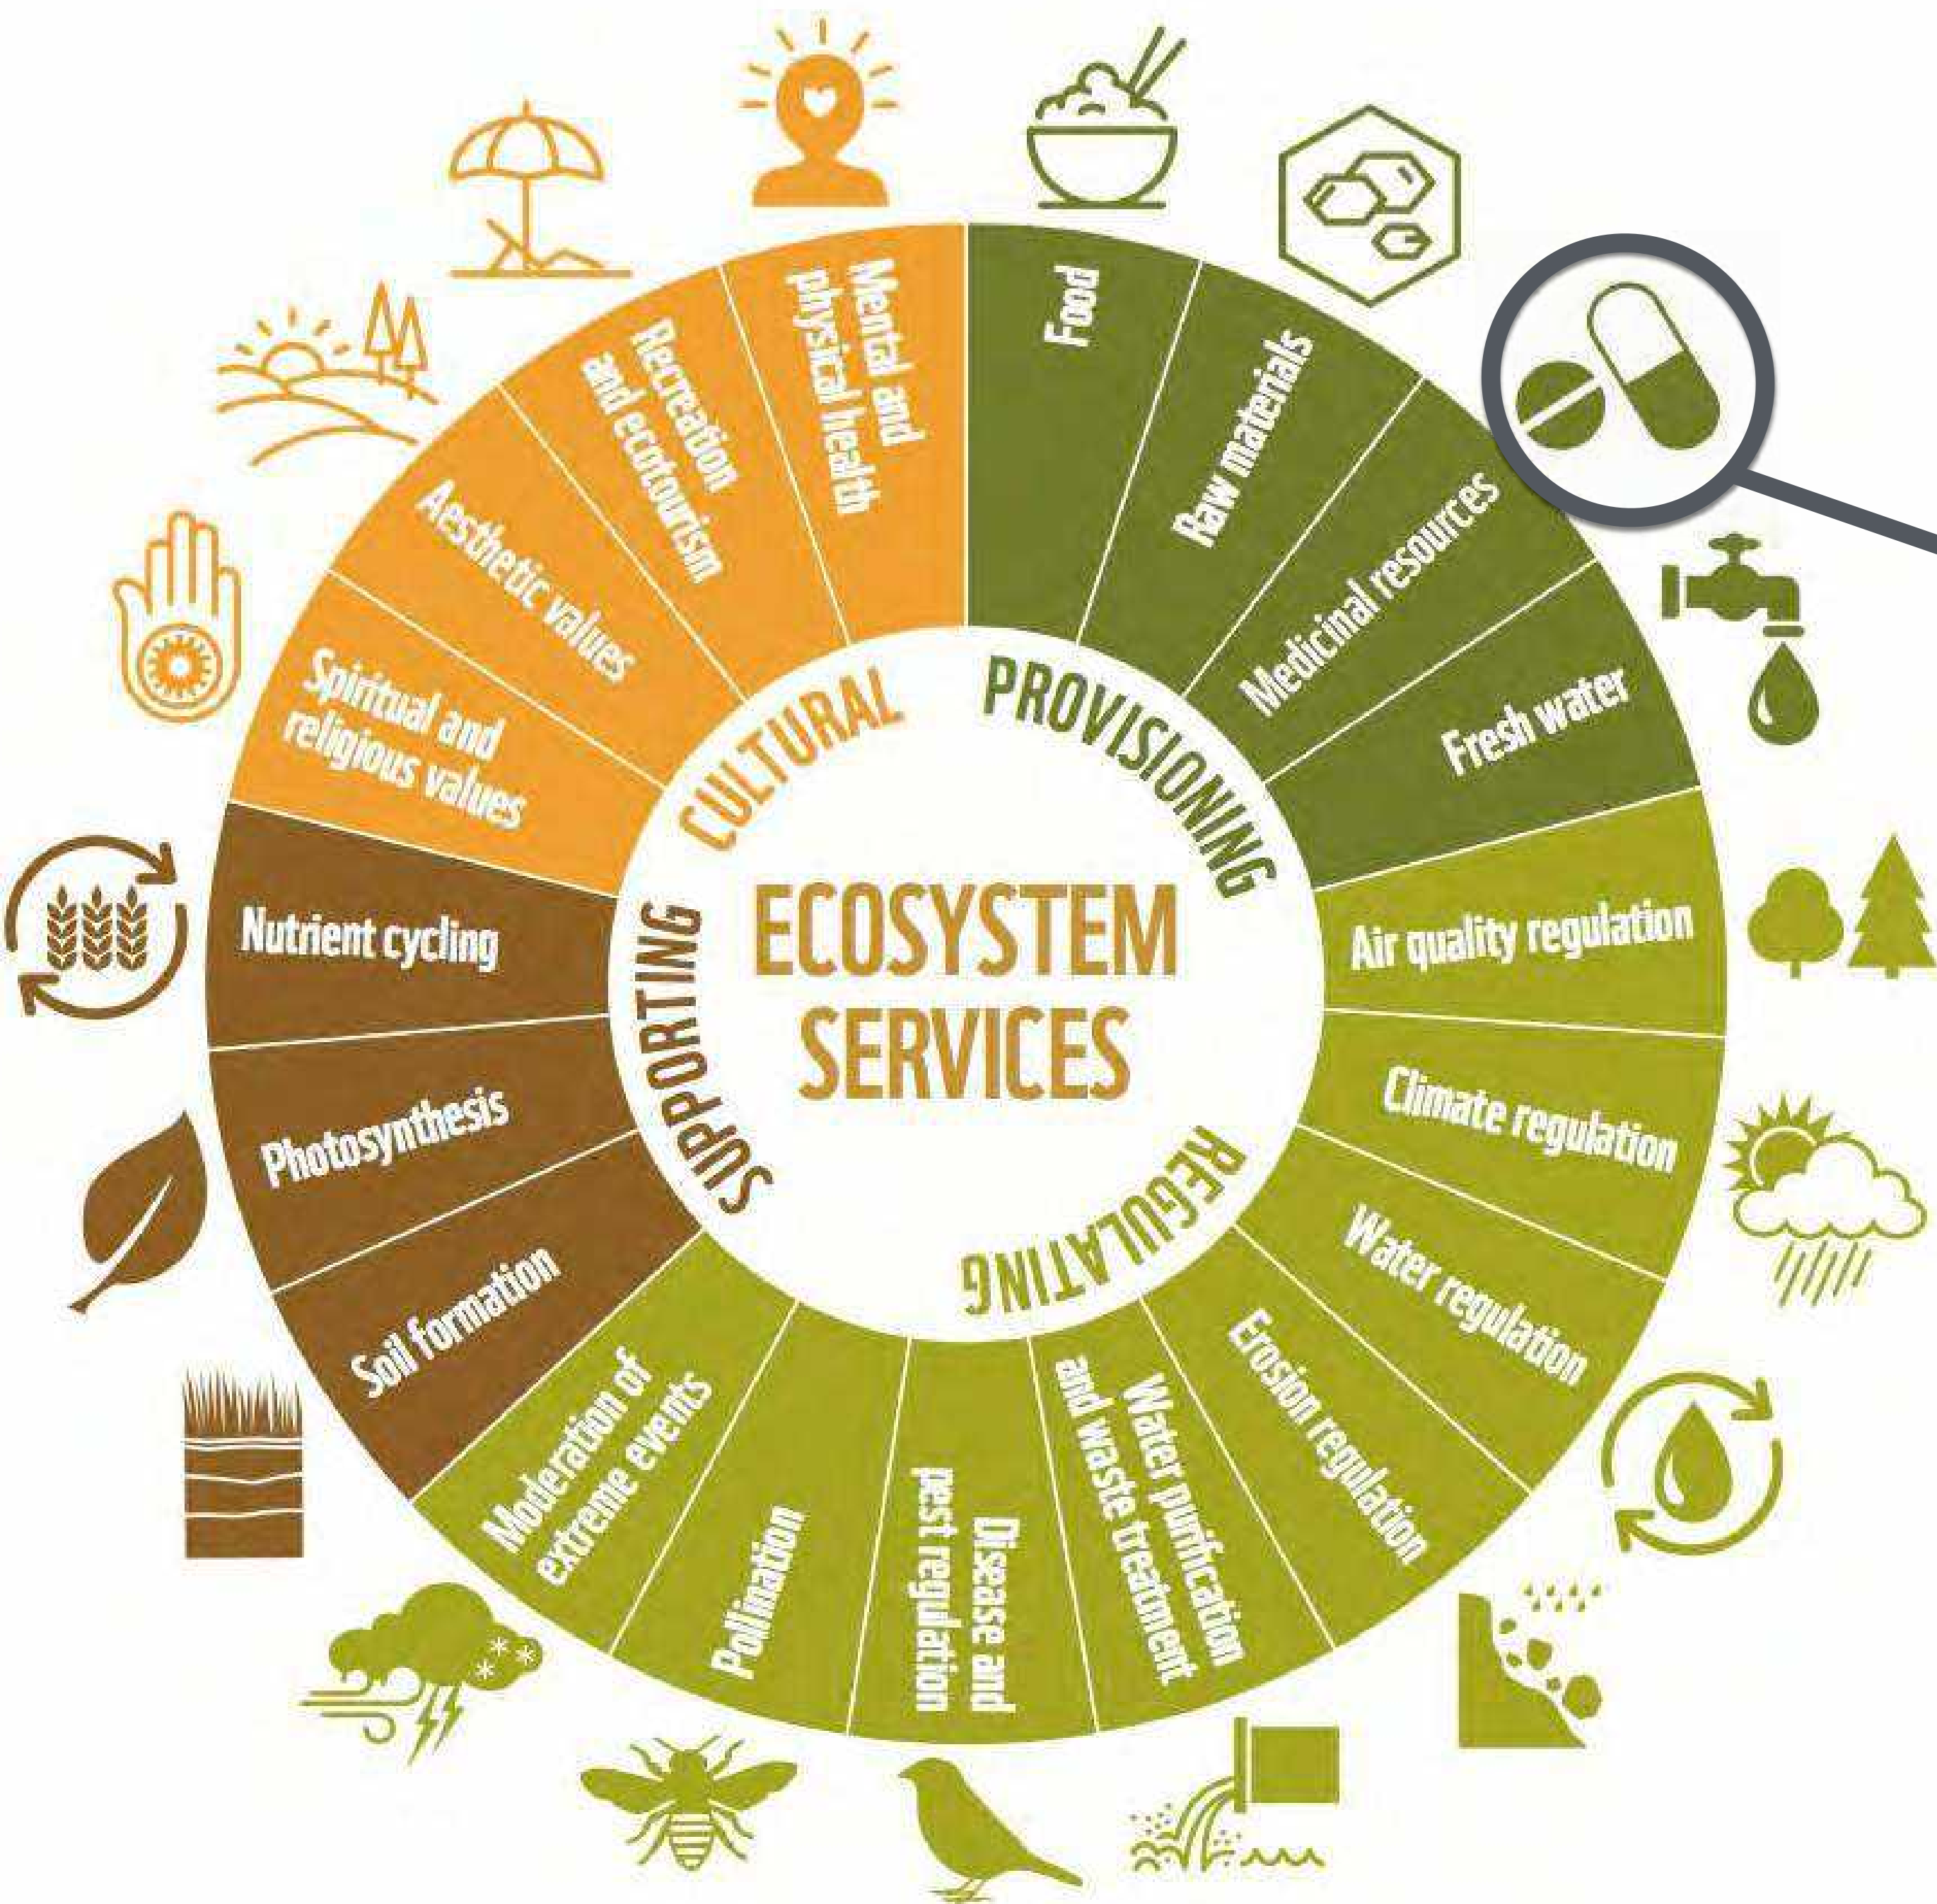 ECOSYSTEM
SERVICES
PROVISIONING
Food
Raw materials
Medicinal resources
Fresh water
REGULATING
Air quality regulation
Climate regulation
Water regulation
Erosion regulation
Water purification
and waste treatment
Disease and
pest regulation
Pollination
Moderation of
extreme events
SUPPORTING
Soil formation
Photosynthesis
Nutrient cycling
CULTURAL
Spiritual and
religious values
Aesthetic values
Recreation
and ecotourism
Mental and
physical health